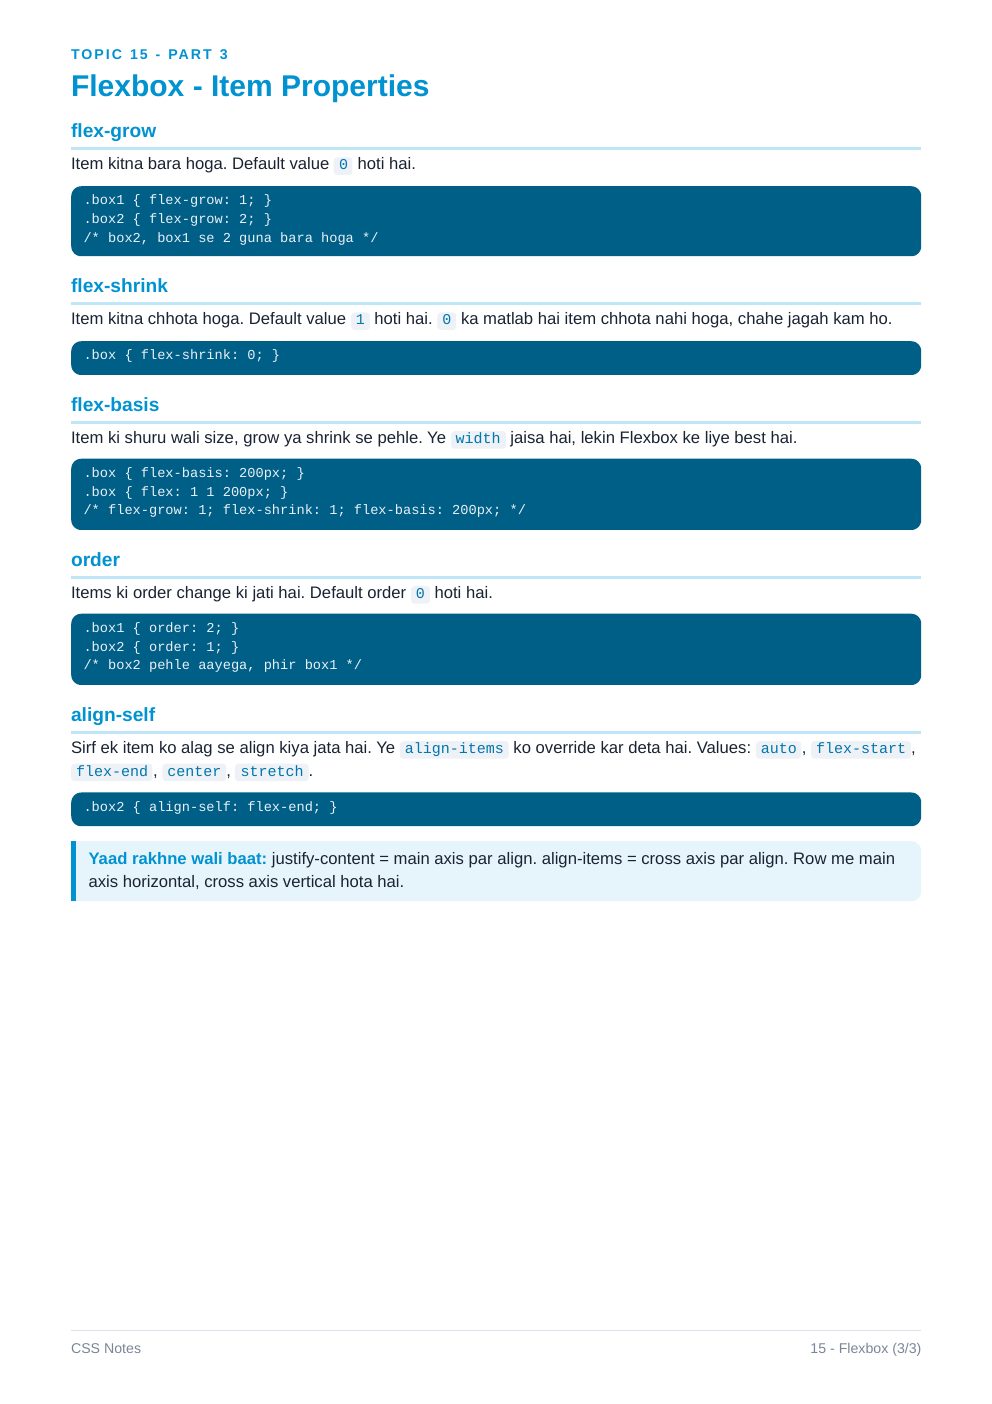 TOPIC 15 - PART 3
Flexbox - Item Properties
flex-grow
Item kitna bara hoga. Default value 0 hoti hai.
.box1 { flex-grow: 1; }
.box2 { flex-grow: 2; }
/* box2, box1 se 2 guna bara hoga */
flex-shrink
Item kitna chhota hoga. Default value 1 hoti hai. 0 ka matlab hai item chhota nahi hoga, chahe jagah kam ho.
.box { flex-shrink: 0; }
flex-basis
Item ki shuru wali size, grow ya shrink se pehle. Ye width jaisa hai, lekin Flexbox ke liye best hai.
.box { flex-basis: 200px; }
.box { flex: 1 1 200px; }
/* flex-grow: 1; flex-shrink: 1; flex-basis: 200px; */
order
Items ki order change ki jati hai. Default order 0 hoti hai.
.box1 { order: 2; }
.box2 { order: 1; }
/* box2 pehle aayega, phir box1 */
align-self
Sirf ek item ko alag se align kiya jata hai. Ye align-items ko override kar deta hai. Values: auto, flex-start,
flex-end, center, stretch.
.box2 { align-self: flex-end; }
Yaad rakhne wali baat: justify-content = main axis par align. align-items = cross axis par align. Row me main
axis horizontal, cross axis vertical hota hai.
CSS Notes
15 - Flexbox (3/3)